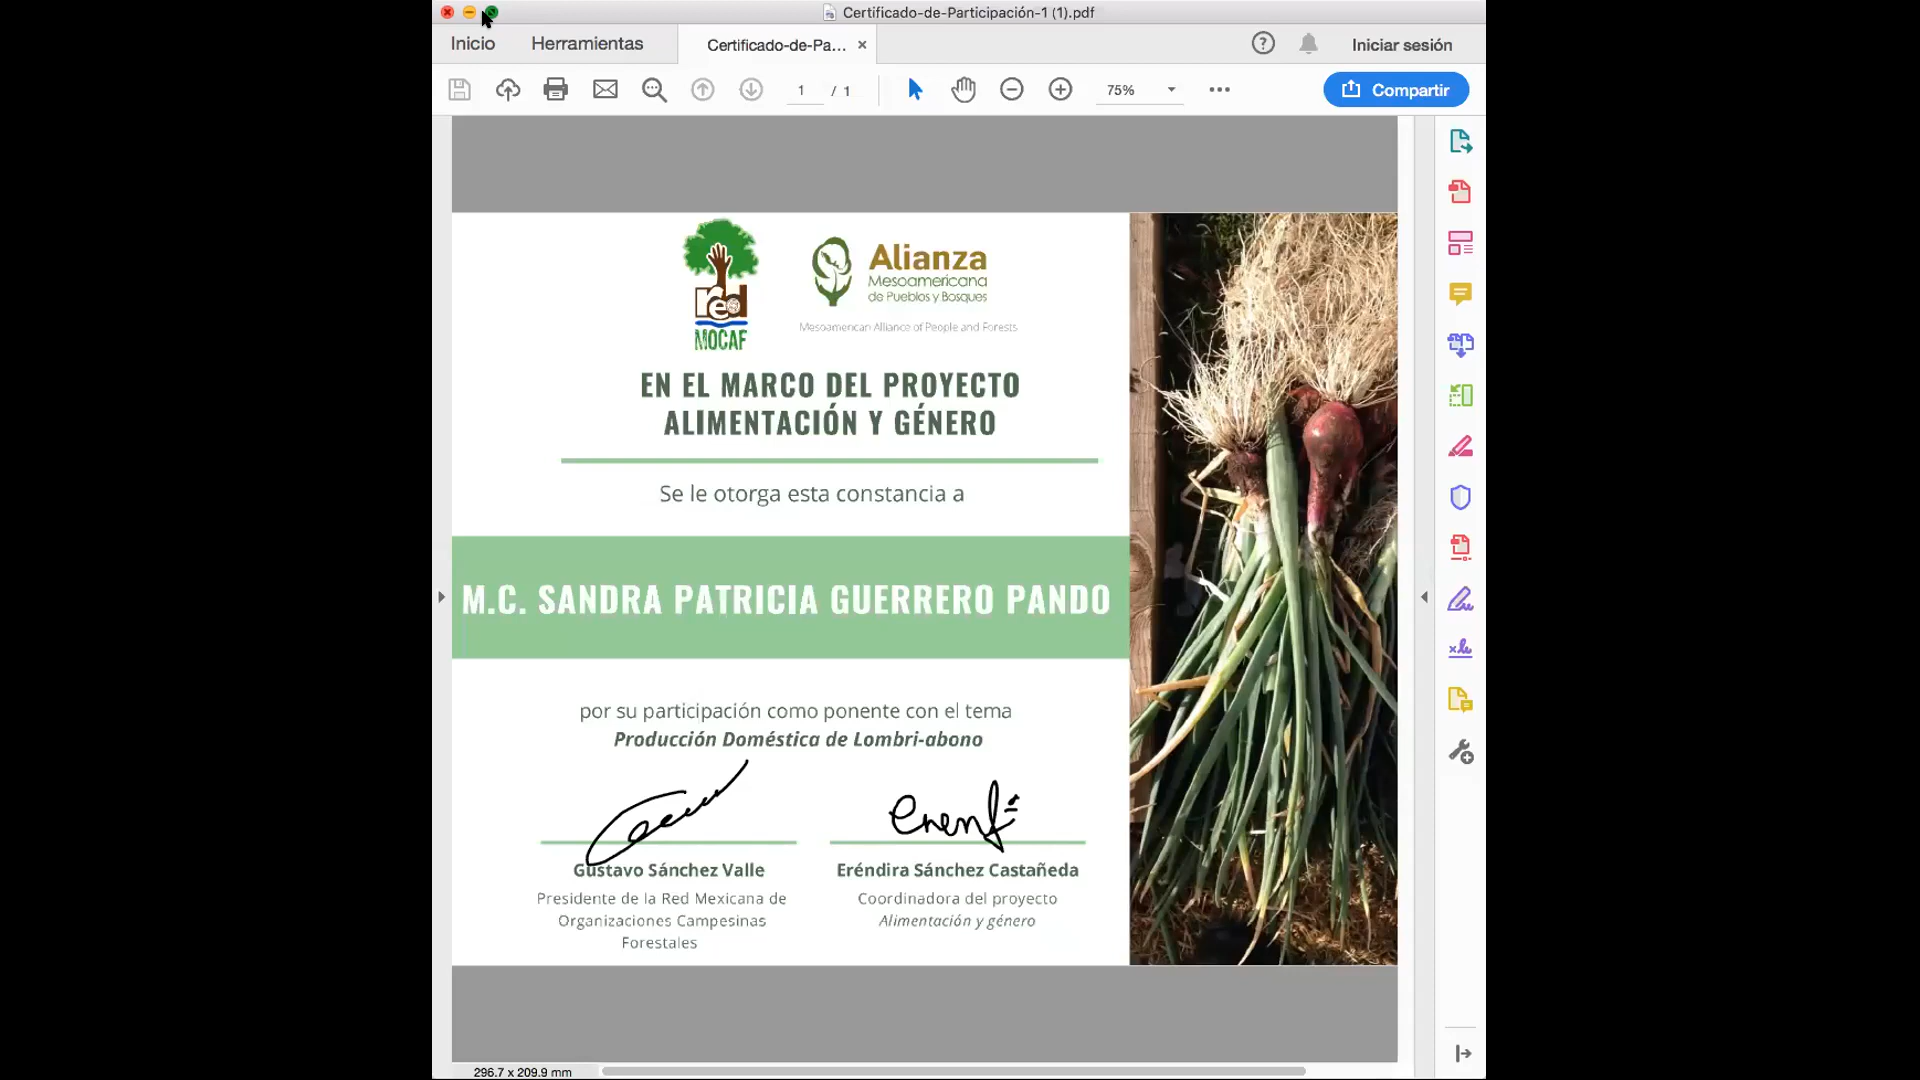 Certificado-de-Participación-1 (1).pdf
Inicio
Herramientas
Certificado-de-Pa...
Iniciar sesión
1 / 1
75%
Compartir
red
MOCAF
Alianza
Mesoamericana
de Pueblos y Bosques
Mesoamerican Alliance of People and Forests
EN EL MARCO DEL PROYECTO
ALIMENTACIÓN Y GÉNERO
Se le otorga esta constancia a
M.C. SANDRA PATRICIA GUERRERO PANDO
por su participación como ponente con el tema
Producción Doméstica de Lombri-abono
Gustavo Sánchez Valle
Presidente de la Red Mexicana de
Organizaciones Campesinas
Forestales
Eréndira Sánchez Castañeda
Coordinadora del proyecto
Alimentación y género
296.7 x 209.9 mm